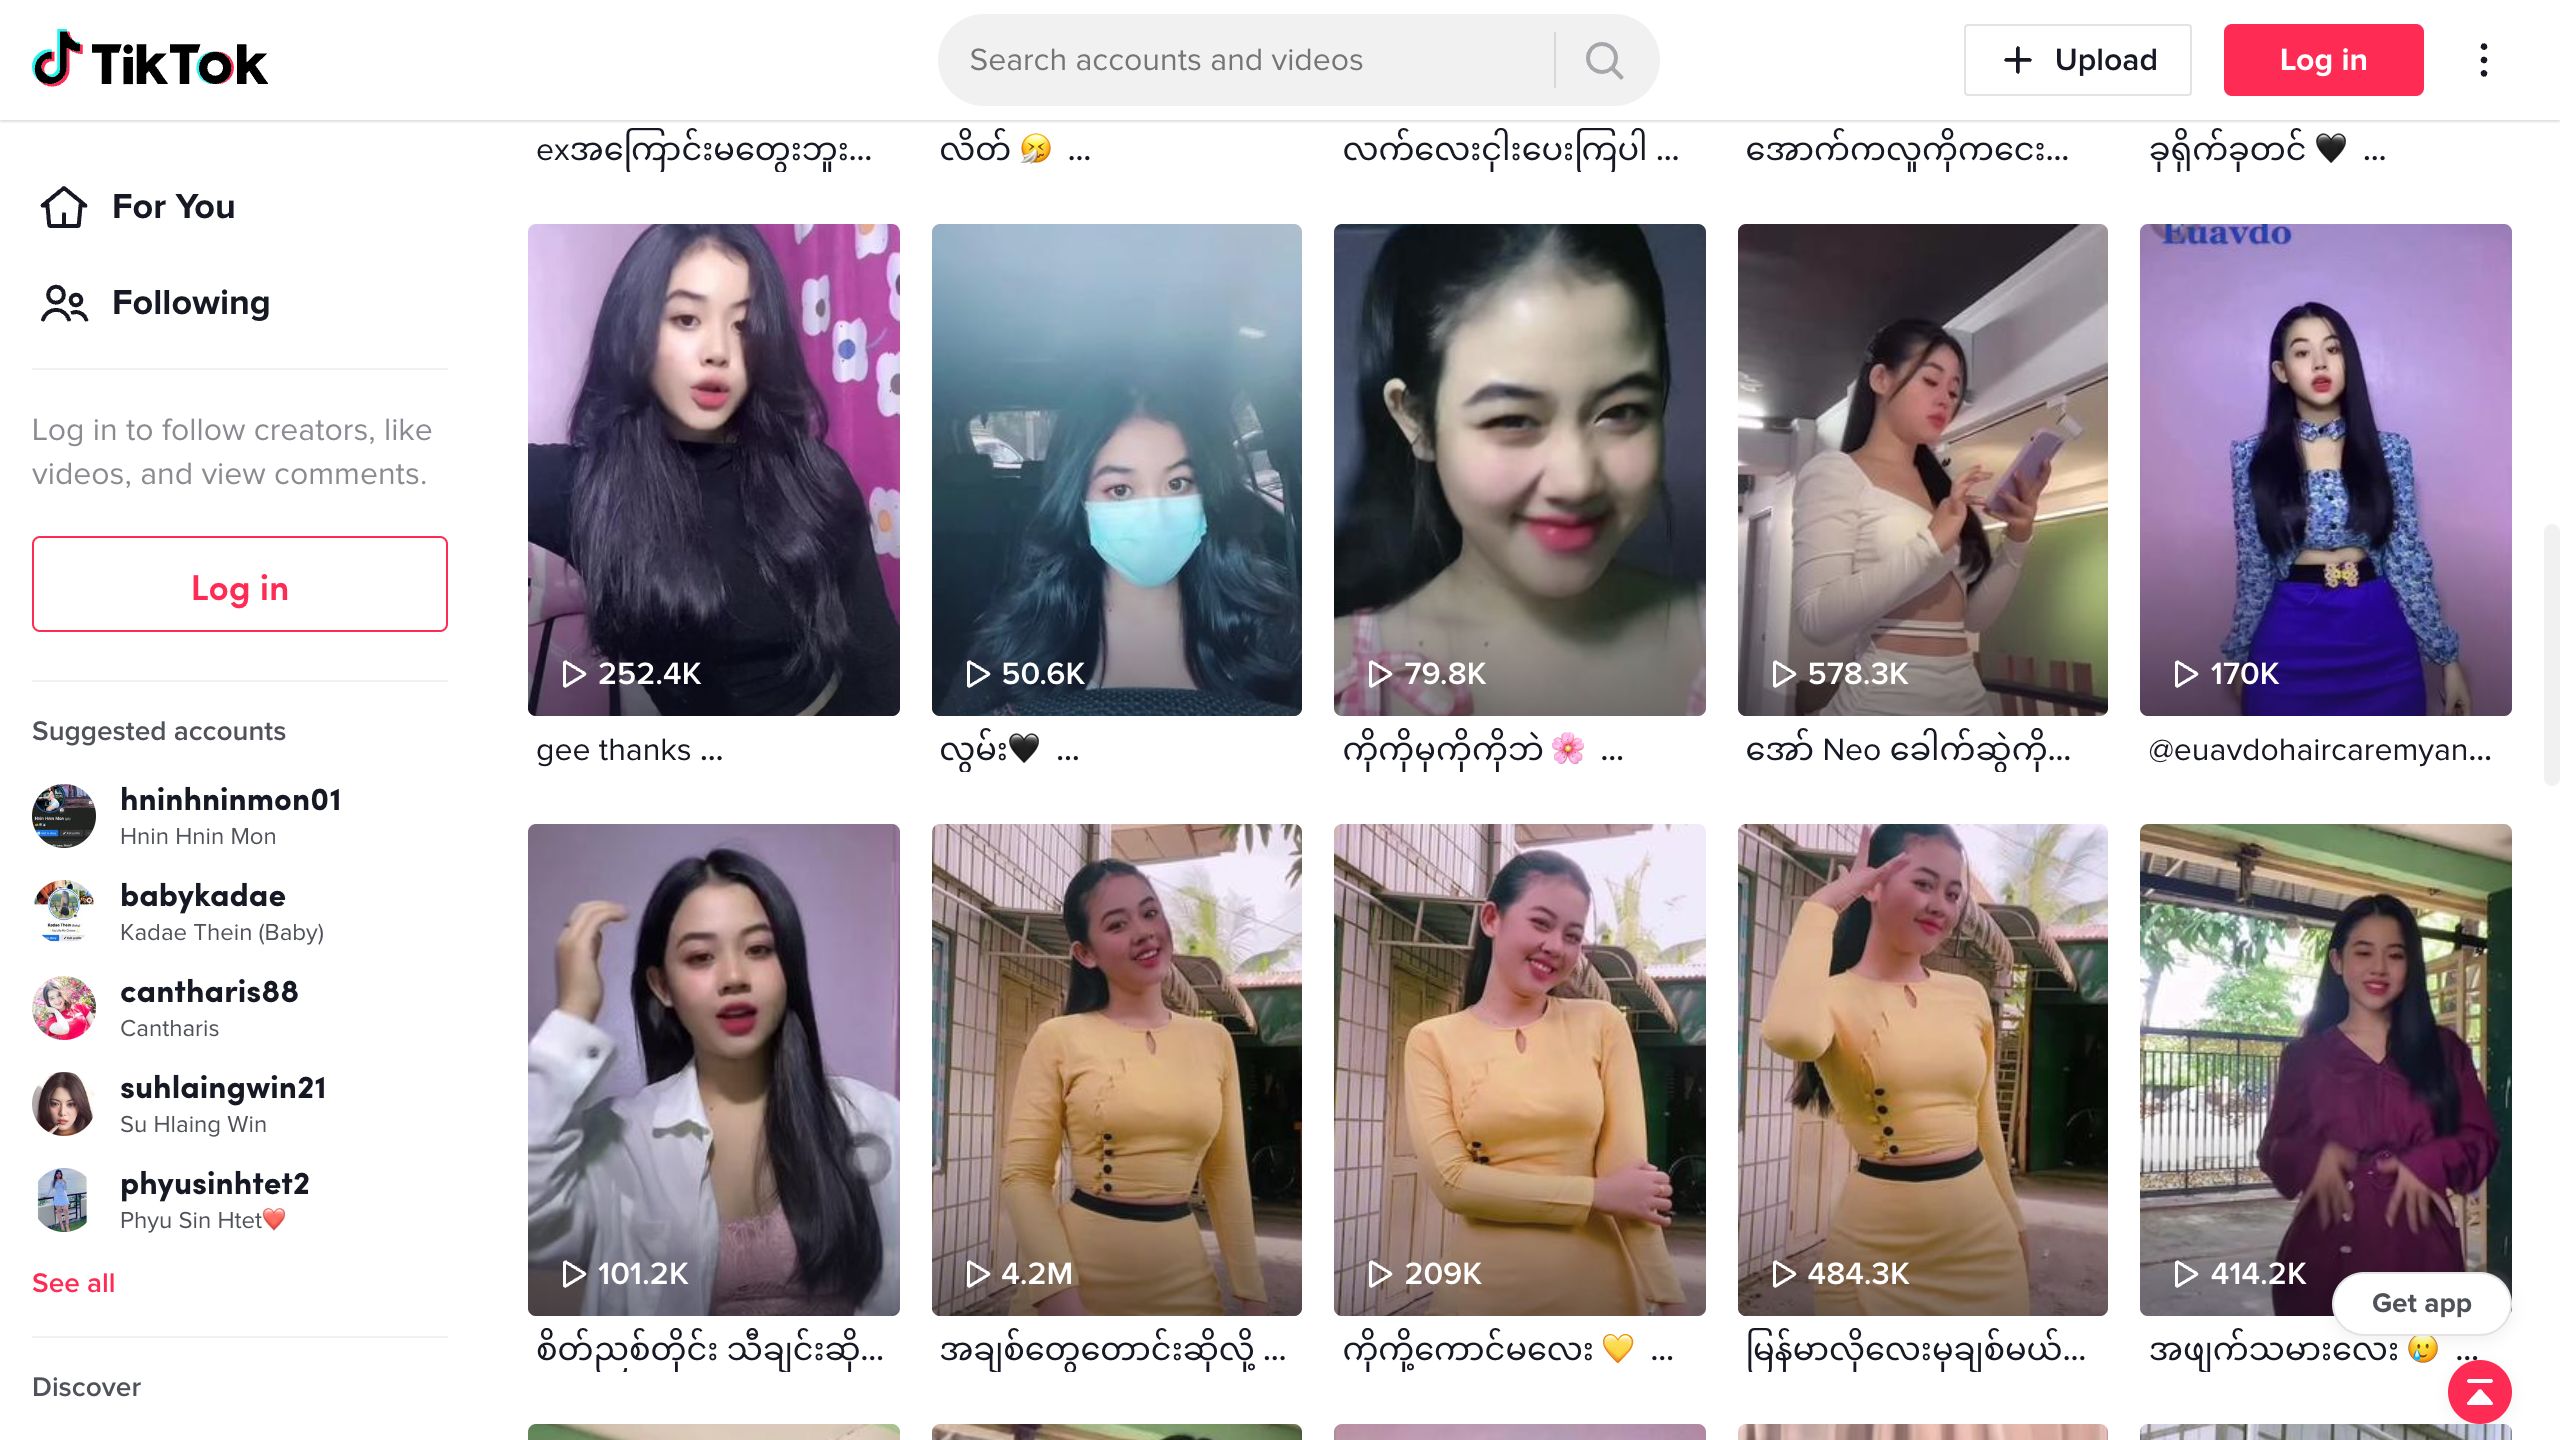 TikTok
Search accounts and videos
Upload
Log in
For You
Following
Log in to follow creators, like
videos, and view comments.
Log in
Suggested accounts
hninhninmon01
Hnin Hnin Mon
babykadae
Kadae Thein (Baby)
cantharis88
Cantharis
suhlaingwin21
Su Hlaing Win
phyusinhtet2
Phyu Sin Htet❤️
See all
Discover
exအကြောင်းမတွေးဘူး...
လိတ် 🤧 ...
လက်လေးငါးပေးကြပါ ...
အောက်ကလူကိုကငေး...
ခုရိုက်ခုတင် 🖤 ...
Euavdo
252.4K
50.6K
79.8K
578.3K
170K
gee thanks ...
လွမ်း🖤 ...
ကိုကိုမှကိုကိုဘဲ 🌸 ...
အော် Neo ခေါက်ဆွဲကို...
@euavdohaircaremyan...
101.2K
4.2M
209K
484.3K
414.2K
Get app
စိတ်ညစ်တိုင်း သီချင်းဆို...
အချစ်တွေတောင်းဆိုလို့ ...
ကိုကို့ကောင်မလေး 💛 ...
မြန်မာလိုလေးမှချစ်မယ်...
အဖျက်သမားလေး 🥲 ...